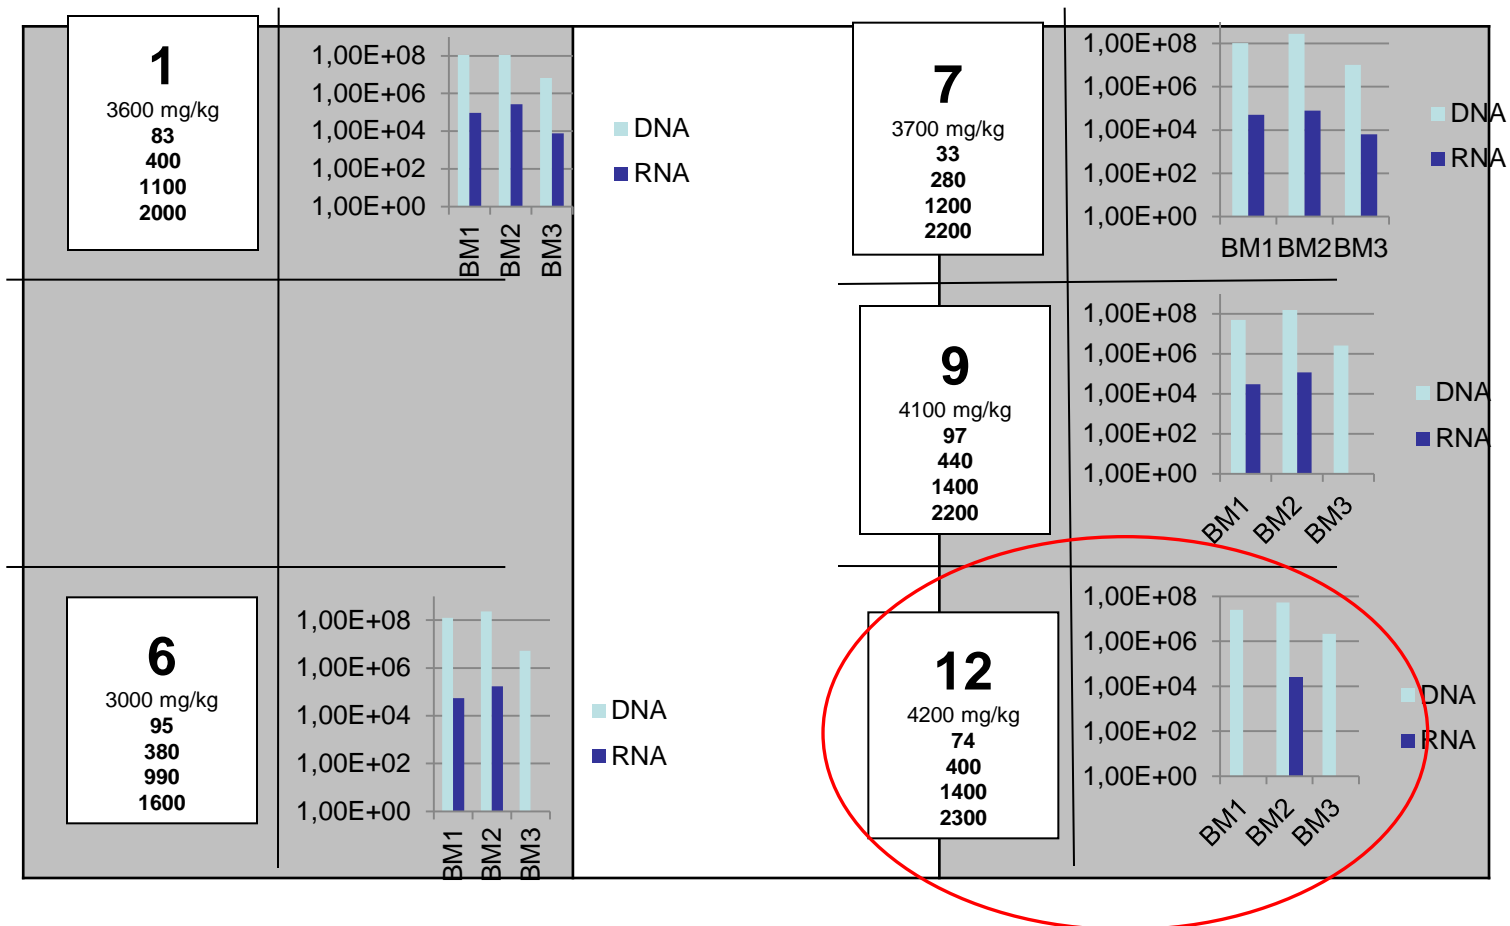 1
3600 mg/kg
83
400
1100
2000
1,00E+08
1,00E+06
1,00E+04
1,00E+02
1,00E+00
BM1
BM2
BM3
DNA
RNA
7
3700 mg/kg
33
280
1200
2200
1,00E+08
1,00E+06
1,00E+04
1,00E+02
1,00E+00
BM1 BM2 BM3
DNA
RNA
9
4100 mg/kg
97
440
1400
2200
1,00E+08
1,00E+06
1,00E+04
1,00E+02
1,00E+00
BM1
BM2
BM3
DNA
RNA
6
3000 mg/kg
95
380
990
1600
1,00E+08
1,00E+06
1,00E+04
1,00E+02
1,00E+00
BM1
BM2
BM3
DNA
RNA
12
4200 mg/kg
74
400
1400
2300
1,00E+08
1,00E+06
1,00E+04
1,00E+02
1,00E+00
BM1
BM2
BM3
DNA
RNA